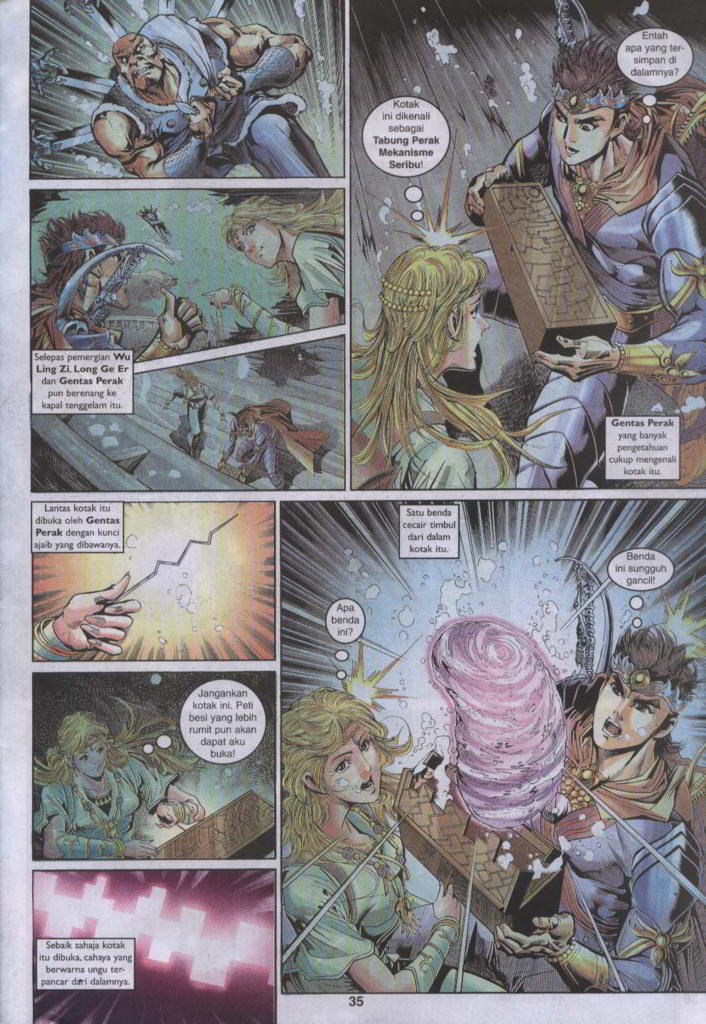 Selepas pemergian Wu
Ling Zi, Long Ge Er
dan Gentas Perak
pun berenang ke
kapal tenggelam itu.
Entah
apa yang ter-
simpan di
dalamnya?
Kotak
ini dikenali
sebagai
Tabung Perak
Mekanisme
Seribu!
Gentas Perak
yang banyak
pengetahuan
cukup mengenali
kotak itu.
Lantas kotak itu
dibuka oleh Gentas
Perak dengan kunci
ajaib yang dibawanya.
Jangankan
kotak ini. Peti
besi yang lebih
rumit pun akan
dapat aku
buka!
Sebaik sahaja kotak
itu dibuka, cahaya yang
berwarna ungu ter-
pancar dari dalamnya.
Satu benda
cecair timbul
dari dalam
kotak itu.
Apa
benda
ini?
Benda
ini sungguh
gancil!
35